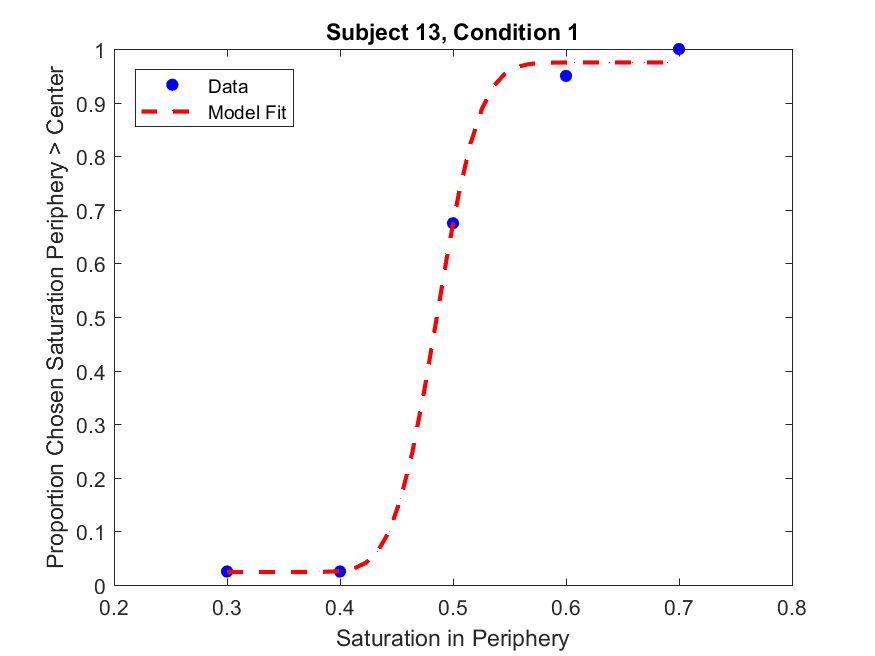 Subject 13, Condition 1
Data
Model Fit
Proportion Chosen Saturation Periphery > Center
1
0.9
0.8
0.7
0.6
0.5
0.4
0.3
0.2
0.1
0
0.2 0.3 0.4 0.5 0.6 0.7 0.8
Saturation in Periphery